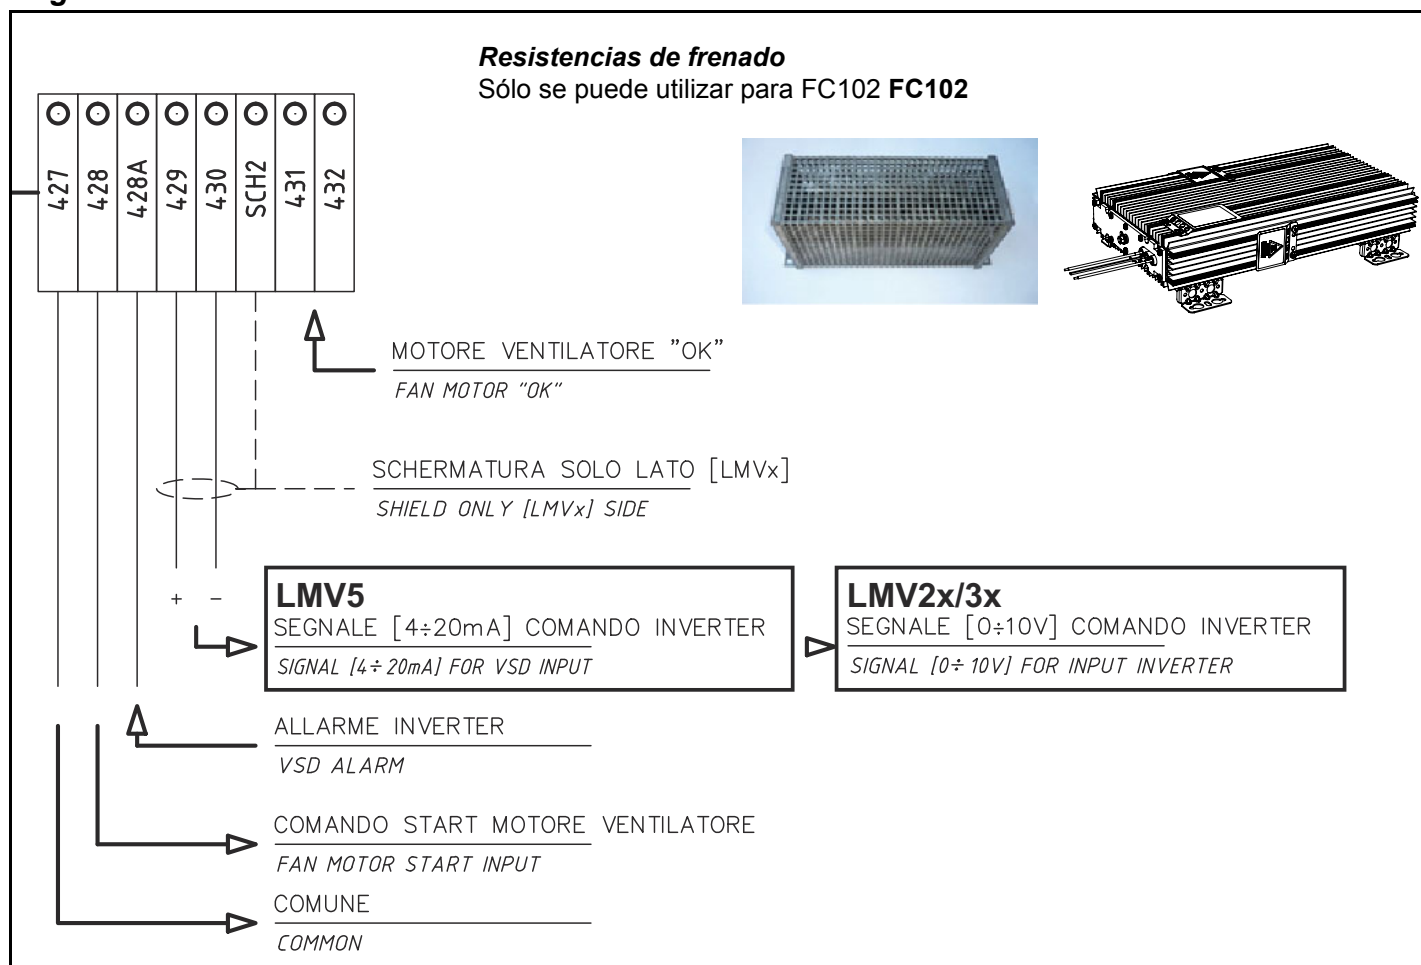 Resistencias de frenado
Sólo se puede utilizar para FC102 FC102
427
428
428A
429
430
SCH2
431
432
MOTORE VENTILATORE "OK"
FAN MOTOR "OK"
SCHERMATURA SOLO LATO [LMVx]
SHIELD ONLY [LMVx] SIDE
+ −
LMV5
SEGNALE [4÷20mA] COMANDO INVERTER
SIGNAL [4÷20mA] FOR VSD INPUT
LMV2x/3x
SEGNALE [0÷10V] COMANDO INVERTER
SIGNAL [0÷10V] FOR INPUT INVERTER
ALLARME INVERTER
VSD ALARM
COMANDO START MOTORE VENTILATORE
FAN MOTOR START INPUT
COMUNE
COMMON